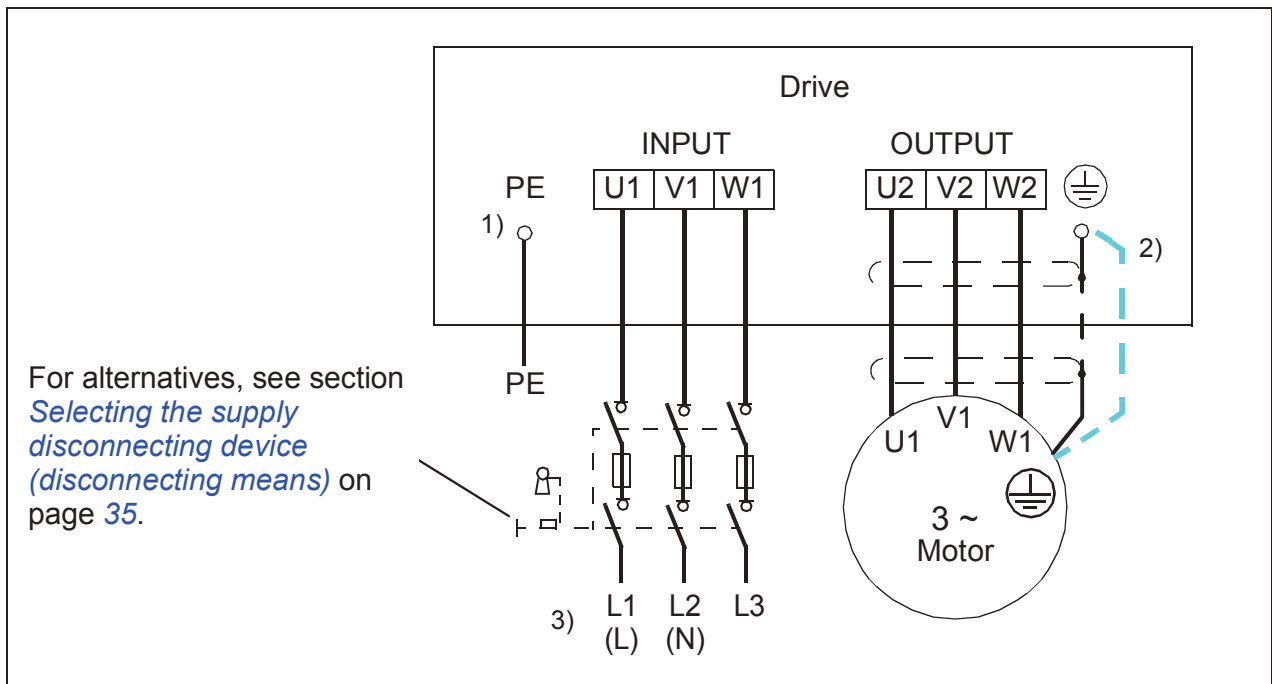 Drive
INPUT
OUTPUT
PE
U1 V1 W1
U2 V2 W2
1)
2)
PE
For alternatives, see section
Selecting the supply
disconnecting device
(disconnecting means) on
page 35.
U1 V1 W1
3 ~
Motor
3)
L1 L2 L3
(L) (N)